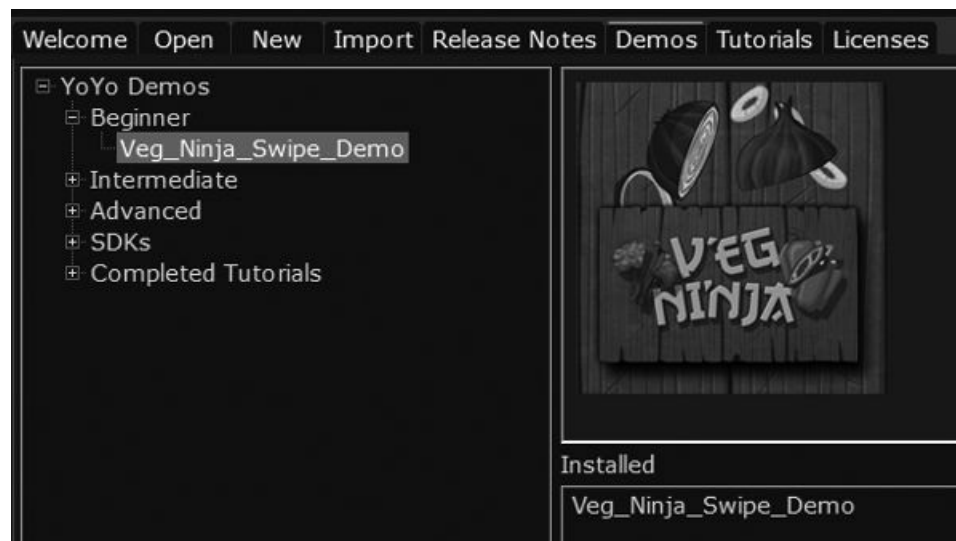 Welcome Open New Import Release Notes Demos Tutorials Licenses
YoYo Demos
Beginner
Veg_Ninja_Swipe_Demo
Intermediate
Advanced
SDKs
Completed Tutorials
VEG
NINJA
Installed
Veg_Ninja_Swipe_Demo